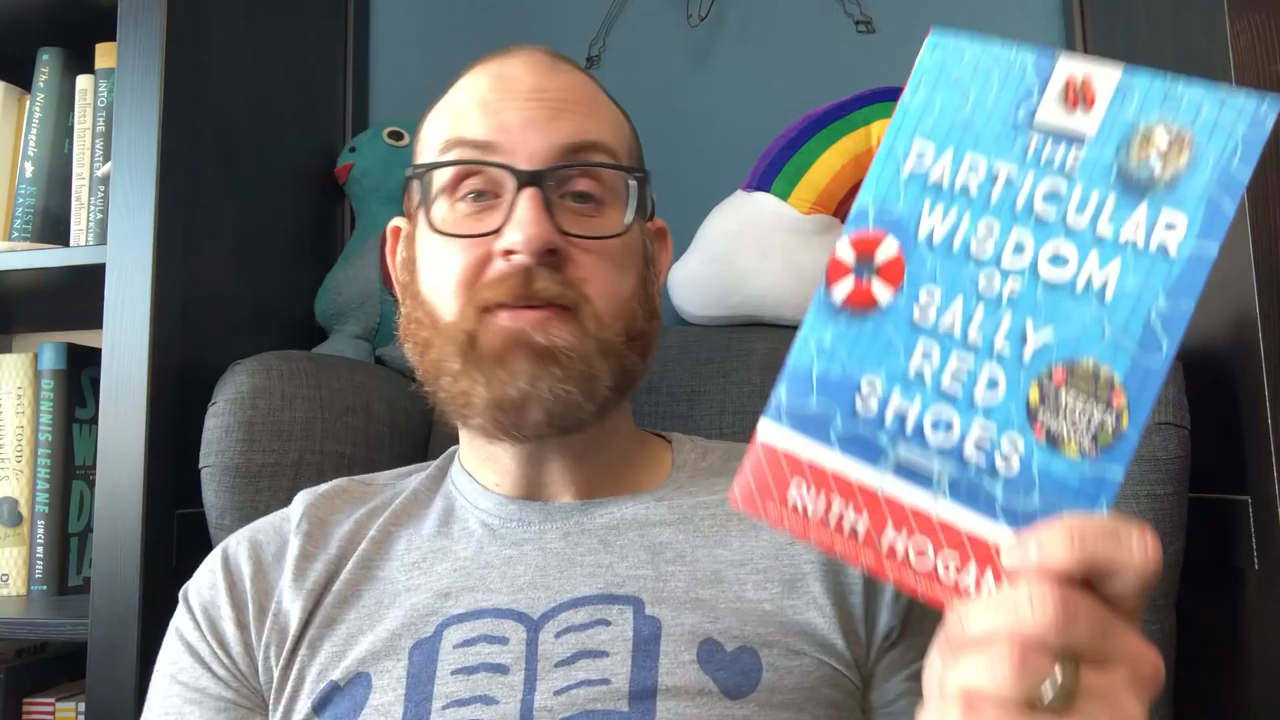 The Nightingale
KRISTIN HANNAH
melissa harrison at hawthorn time
INTO THE WATER
PAULA HAWKINS
DENNIS LEHANE
SINCE WE FELL
THE
PARTICULAR
WISDOM
OF
SALLY
RED
SHOES
RUTH HOGAN